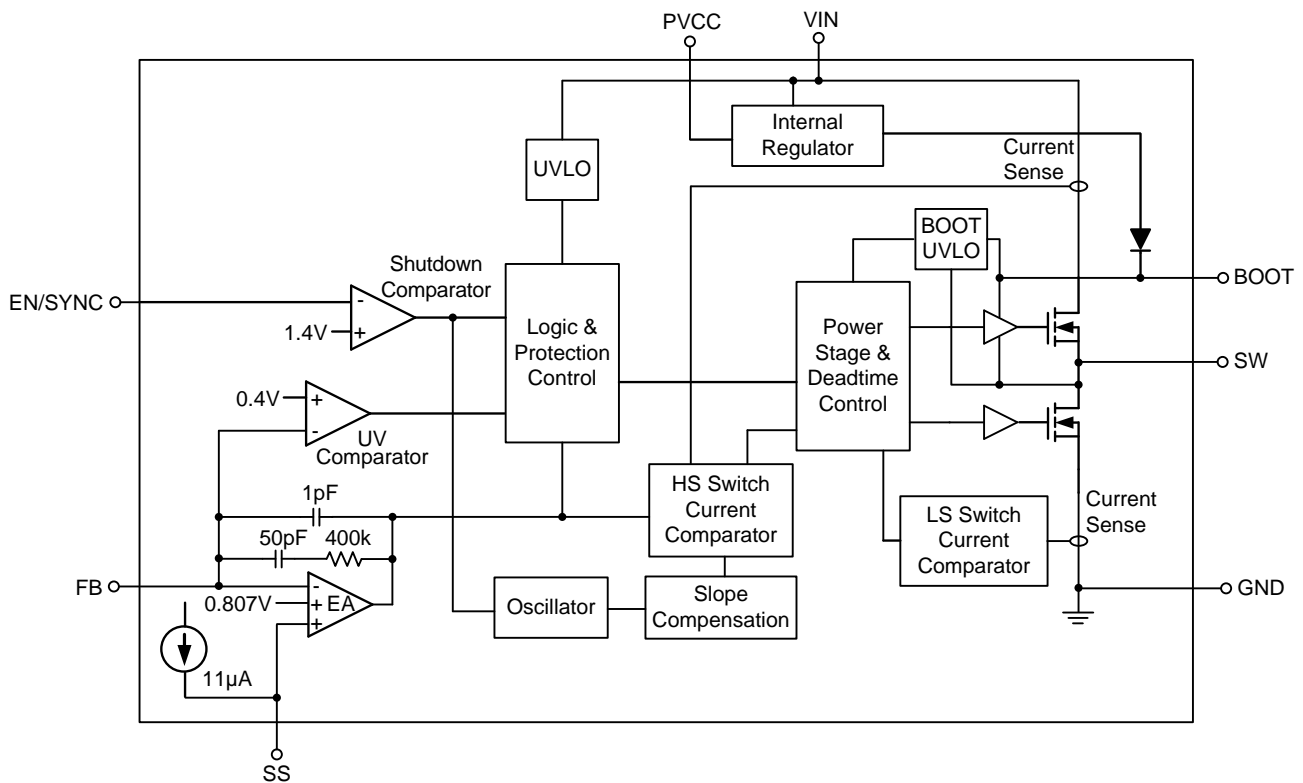 PVCC
VIN
Internal
Regulator
Current
Sense
UVLO
BOOT
UVLO
Shutdown
Comparator
EN/SYNC
-
1.4V
+
BOOT
Logic &
Protection
Control
Power
Stage &
Deadtime
Control
SW
0.4V
+
-
UV
Comparator
1pF
50pF
400k
HS Switch
Current
Comparator
LS Switch
Current
Comparator
Current
Sense
FB
-
0.807V
+
EA
+
Oscillator
Slope
Compensation
GND
11µA
SS